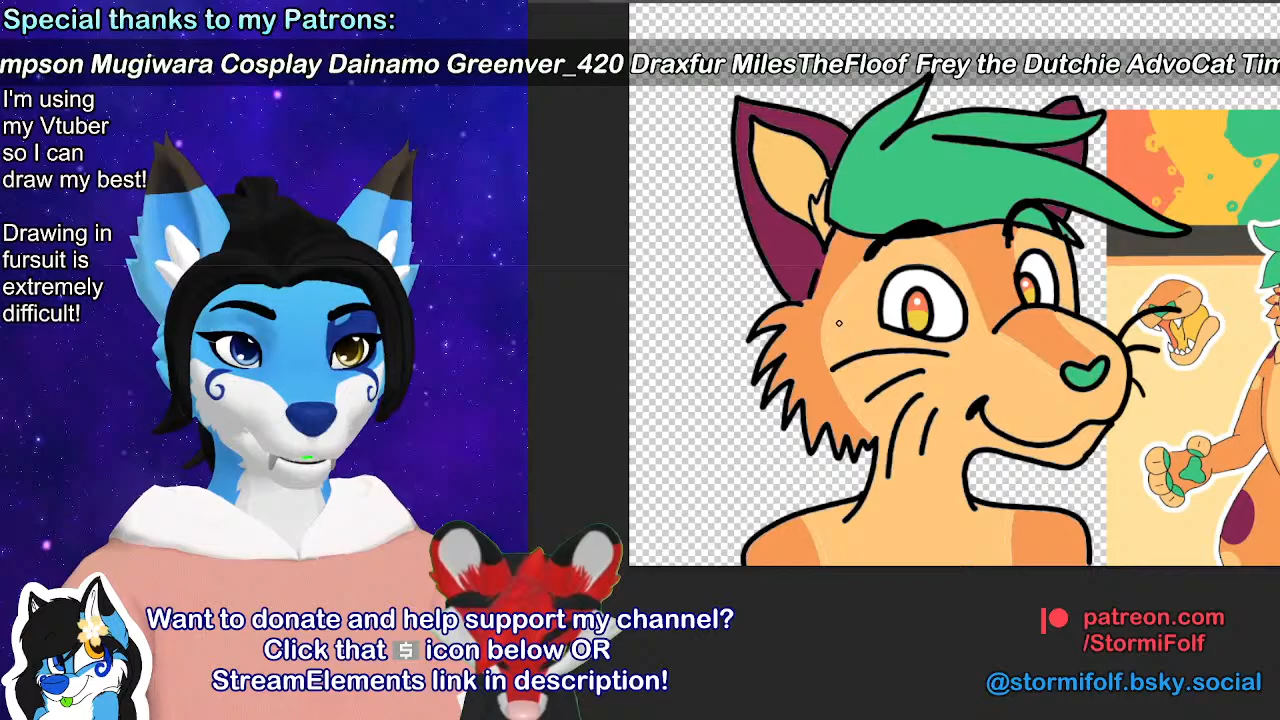 Special thanks to my Patrons:
mpson Mugiwara Cosplay Dainamo Greenver_420 Draxfur MilesTheFloof Frey the Dutchie AdvoCat Tim
I'm using
my Vtuber
so I can
draw my best!
Drawing in
fursuit is
extremely
difficult!
Want to donate and help support my channel?
Click that $ icon below OR
StreamElements link in description!
patreon.com
/StormiFolf
@stormifolf.bsky.social